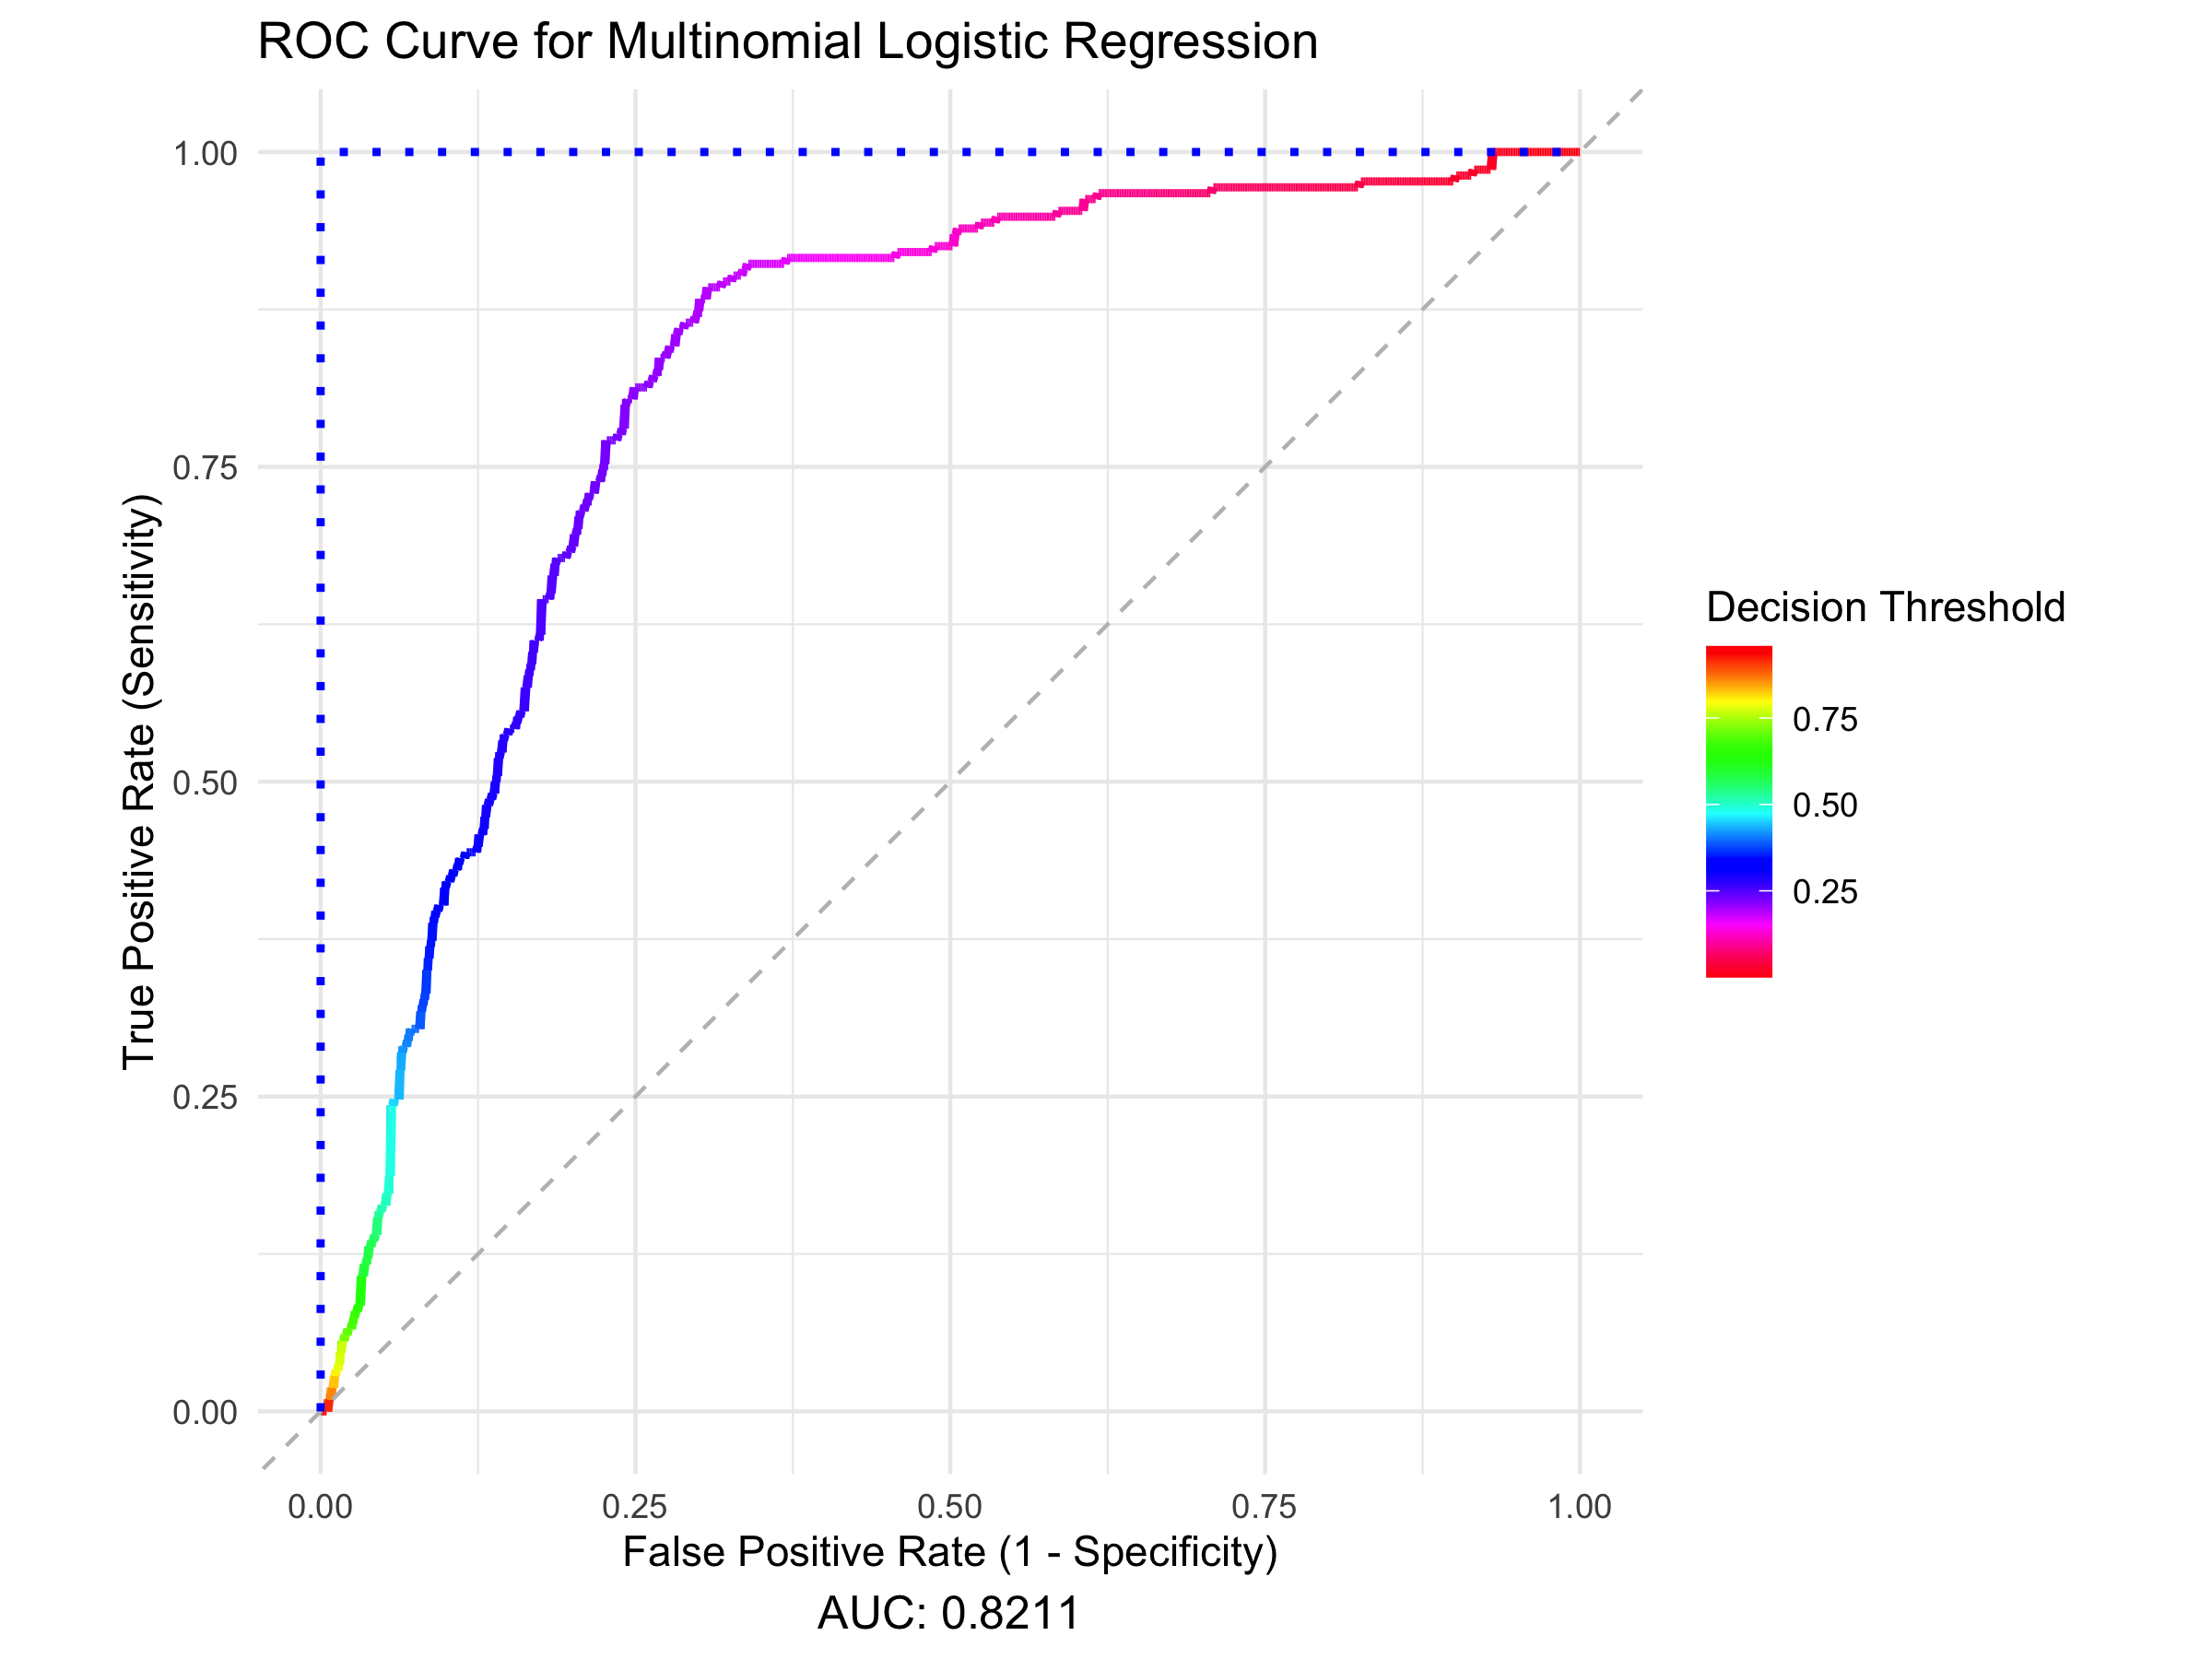 ROC Curve for Multinomial Logistic Regression
True Positive Rate (Sensitivity)
1.00
0.75
0.50
0.25
0.00
0.00 0.25 0.50 0.75 1.00
False Positive Rate (1 - Specificity)
AUC: 0.8211
Decision Threshold
0.75
0.50
0.25